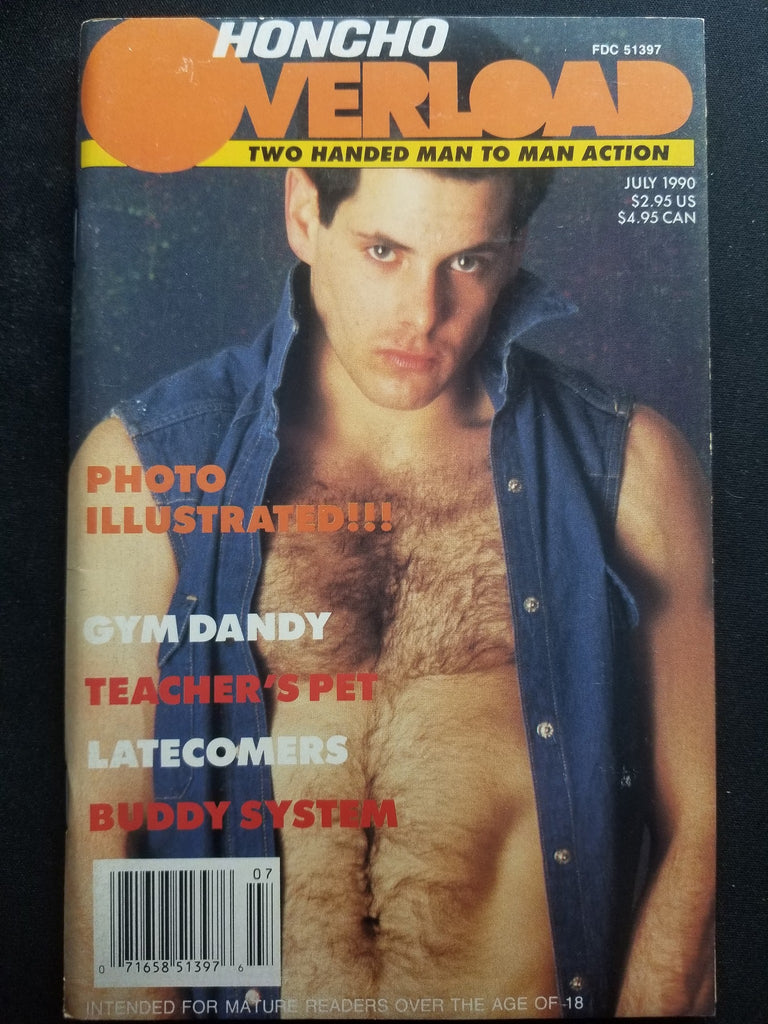 HONCHO
FDC 51397
OVERLOAD
TWO HANDED MAN TO MAN ACTION
JULY 1990
$2.95 US
$4.95 CAN
PHOTO
ILLUSTRATED!!!
GYM DANDY
TEACHER'S PET
LATECOMERS
BUDDY SYSTEM
07
0 71658 51397 6
INTENDED FOR MATURE READERS OVER THE AGE OF 18